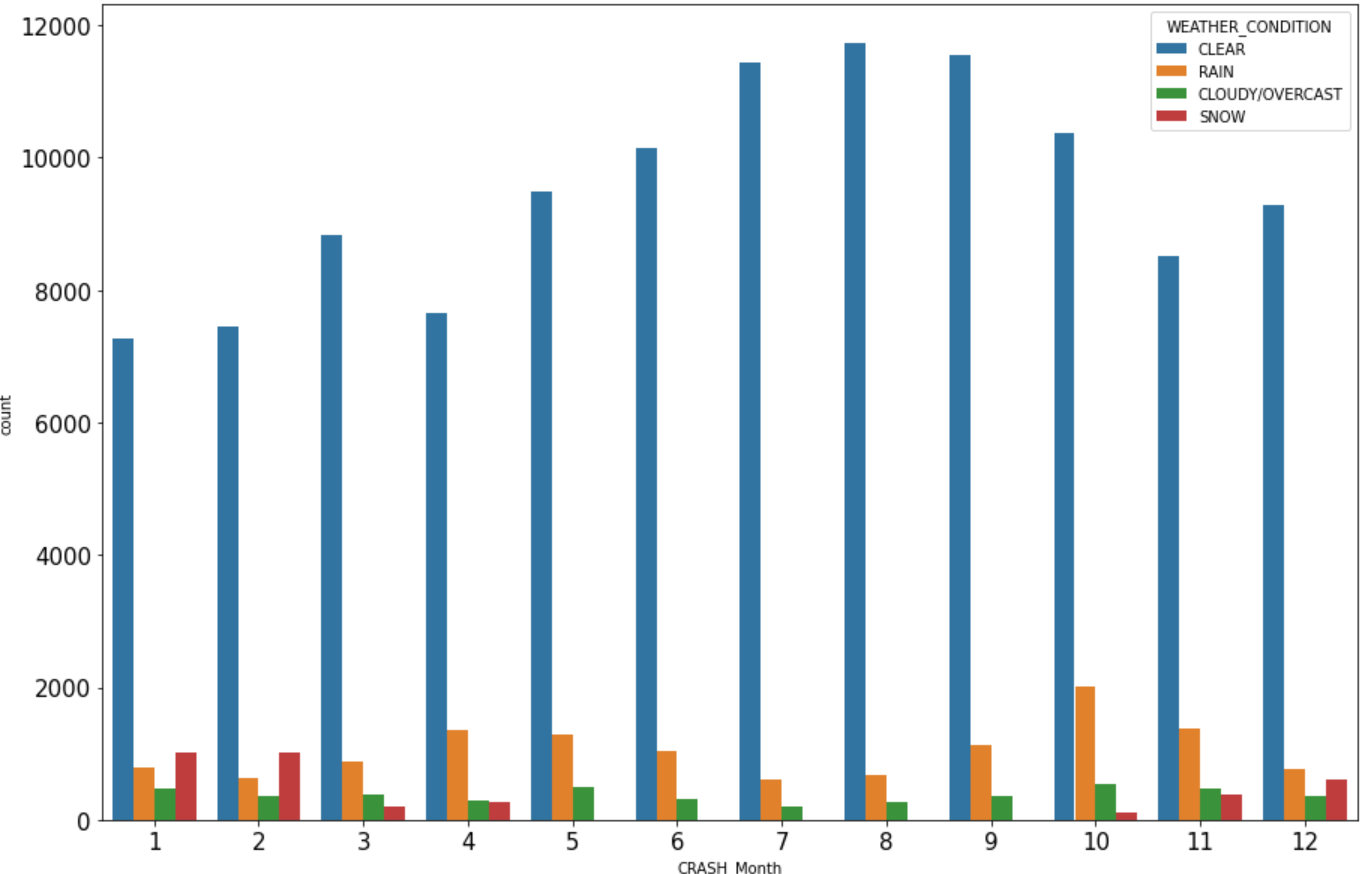 12000
10000
8000
6000
4000
2000
0
count
WEATHER_CONDITION
CLEAR
RAIN
CLOUDY/OVERCAST
SNOW
1 2 3 4 5 6 7 8 9 10 11 12
CRASH_Month